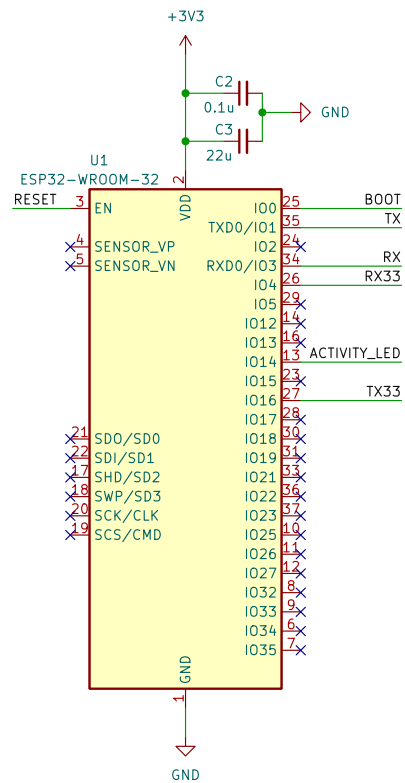 +3V3
C2
0.1u
GND
C3
22u
U1
ESP32-WROOM-32
2
VDD
RESET 3 EN
IO0 25 BOOT
TXD0/IO1 35 TX
4 SENSOR_VP IO2 24
5 SENSOR_VN RXD0/IO3 34 RX
IO4 26 RX33
IO5 29
IO12 14
IO13 16
IO14 13 ACTIVITY_LED
IO15 23
IO16 27 TX33
IO17 28
21 SDO/SD0 IO18 30
22 SDI/SD1 IO19 31
17 SHD/SD2 IO21 33
18 SWP/SD3 IO22 36
20 SCK/CLK IO23 37
19 SCS/CMD IO25 10
IO26 11
IO27 12
IO32 8
IO33 9
IO34 6
IO35 7
GND
1
GND